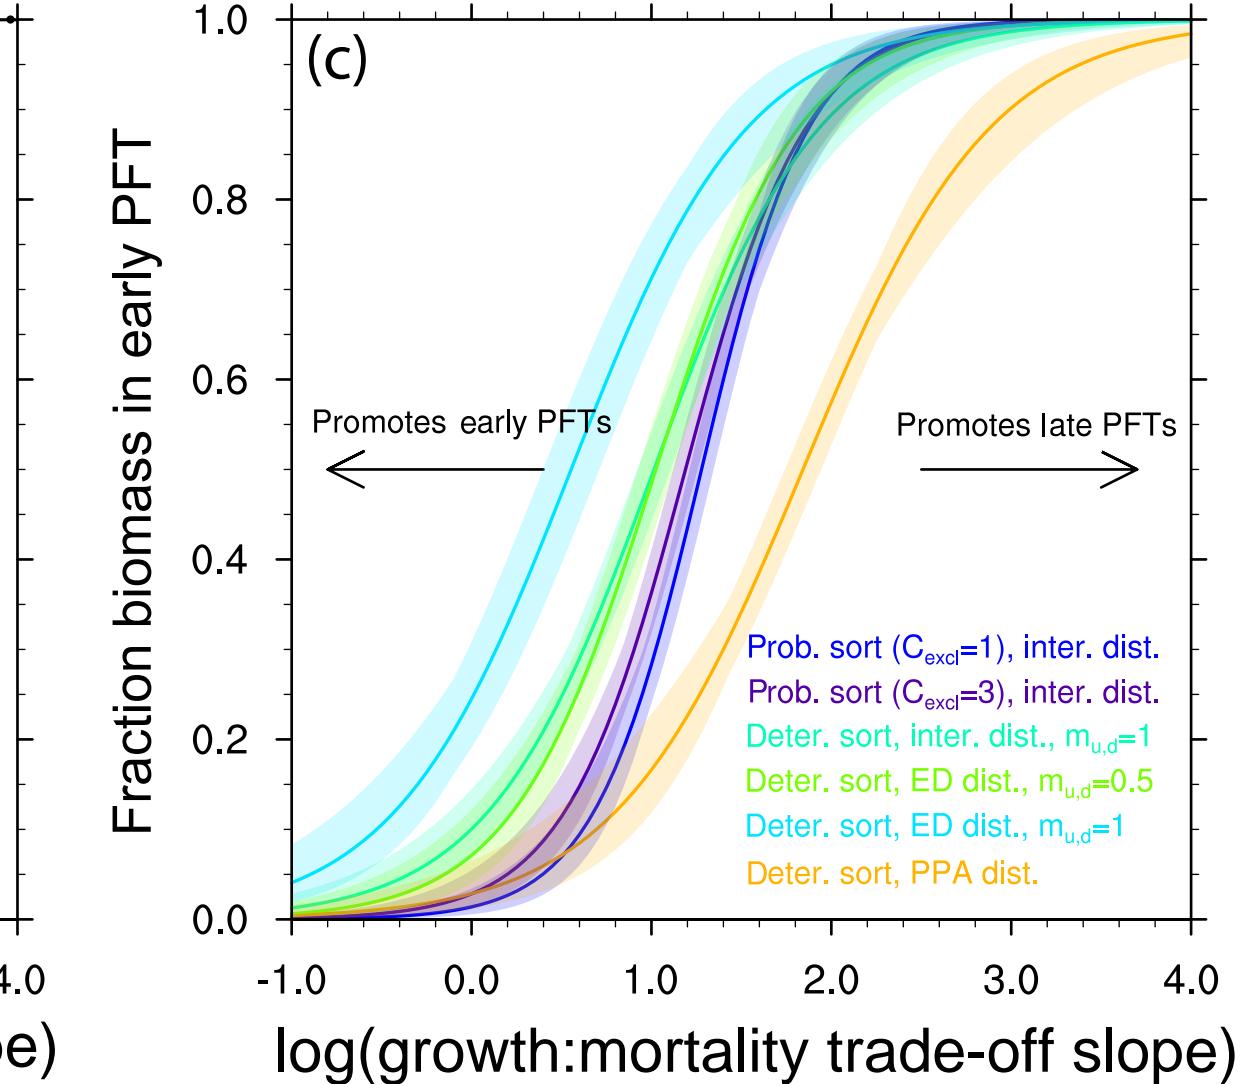 (c)
Fraction biomass in early PFT
1.0
0.8
0.6
0.4
0.2
0.0
Promotes early PFTs
Promotes late PFTs
Prob. sort (Cexcl=1), inter. dist.
Prob. sort (Cexcl=3), inter. dist.
Deter. sort, inter. dist., mu,d=1
Deter. sort, ED dist., mu,d=0.5
Deter. sort, ED dist., mu,d=1
Deter. sort, PPA dist.
4.0
-1.0 0.0 1.0 2.0 3.0 4.0
pe)
log(growth:mortality trade-off slope)